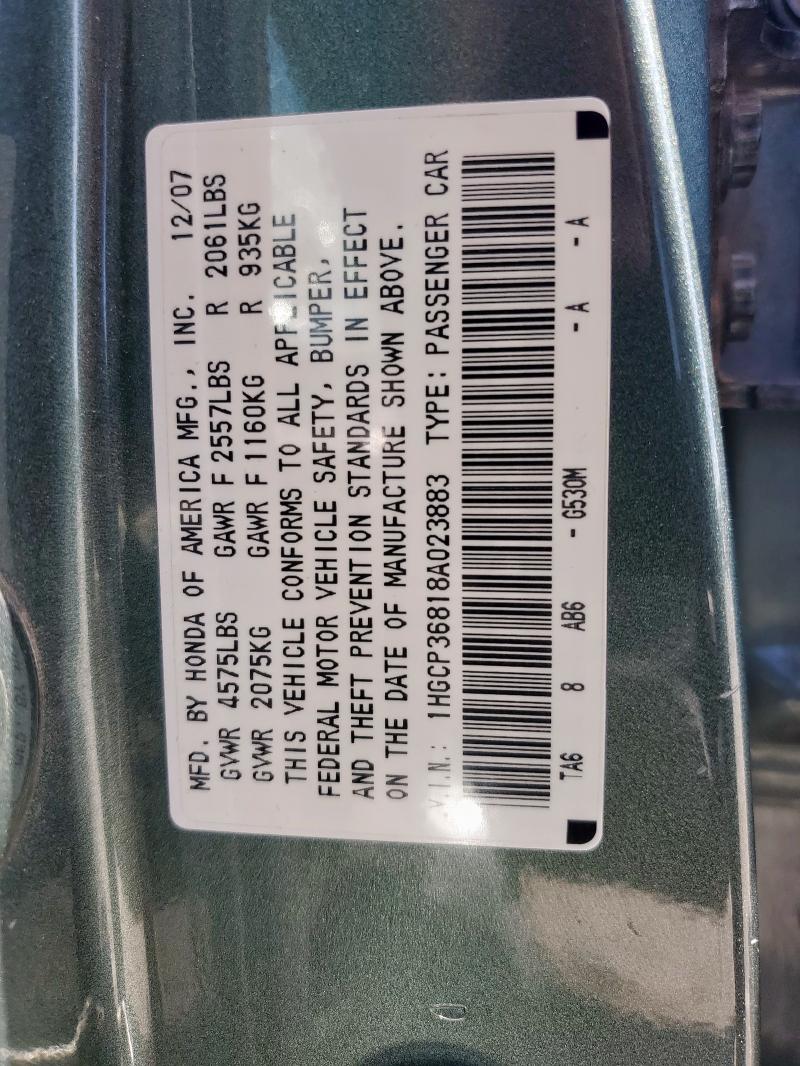 MFD. BY HONDA OF AMERICA MFG., INC. 12/07
GVWR 4575LBS GAWR F 2557LBS R 2061LBS
GVWR 2075KG GAWR F 1160KG R 935KG
THIS VEHICLE CONFORMS TO ALL APPLICABLE
FEDERAL MOTOR VEHICLE SAFETY, BUMPER,
AND THEFT PREVENTION STANDARDS IN EFFECT
ON THE DATE OF MANUFACTURE SHOWN ABOVE.
V.I.N.: 1HGCP36818A023883 TYPE: PASSENGER CAR
TA6 8 AB6 - G530M - A - A